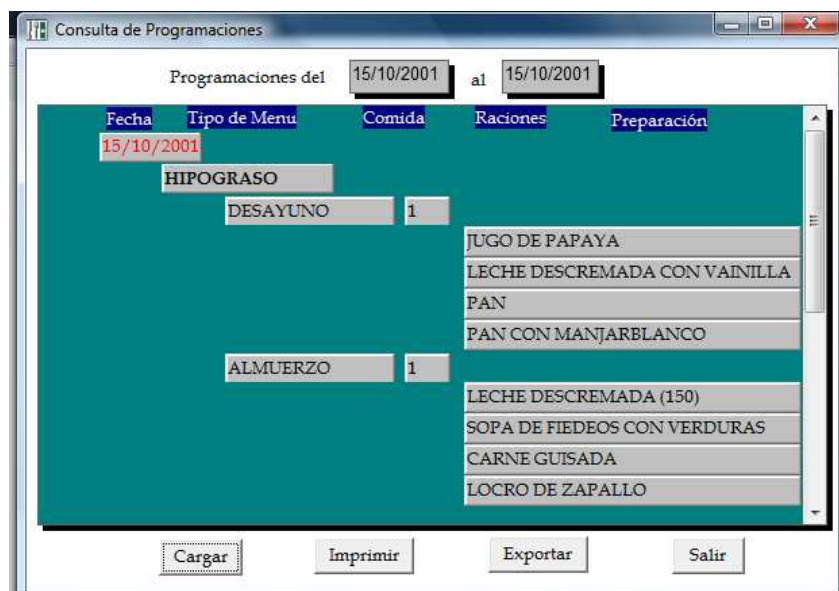 Consulta de Programaciones
Programaciones del 15/10/2001 al 15/10/2001
Fecha Tipo de Menu Comida Raciones Preparación
15/10/2001
HIPOGRASO
DESAYUNO 1
JUGO DE PAPAYA
LECHE DESCREMADA CON VAINILLA
PAN
PAN CON MANJARBLANCO
ALMUERZO 1
LECHE DESCREMADA (150)
SOPA DE FIEDEOS CON VERDURAS
CARNE GUISADA
LOCRO DE ZAPALLO
Cargar Imprimir Exportar Salir